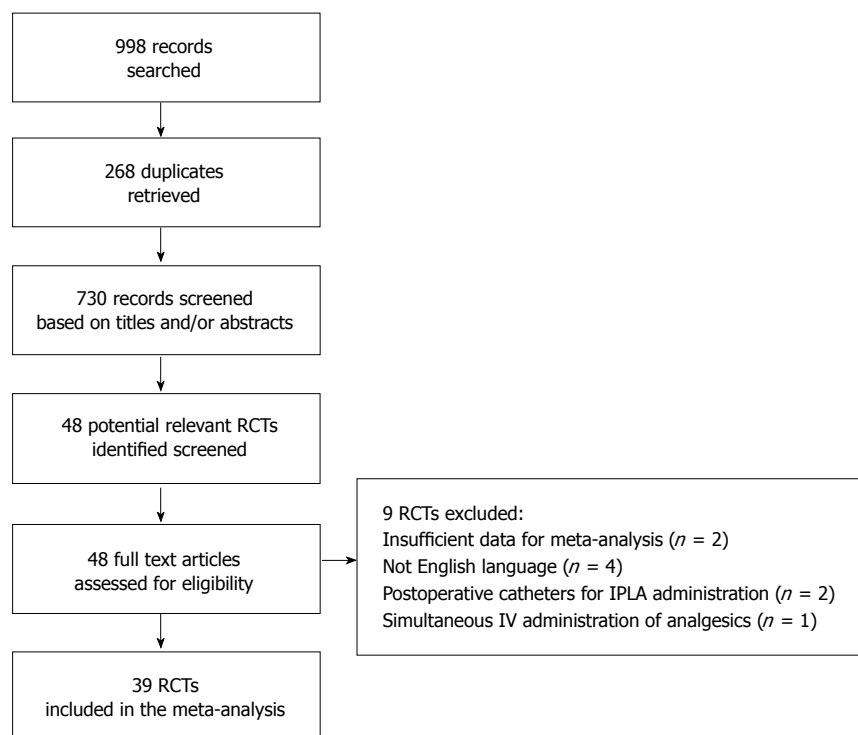 998 records
searched
268 duplicates
retrieved
730 records screened
based on titles and/or abstracts
48 potential relevant RCTs
identified screened
48 full text articles
assessed for eligibility
9 RCTs excluded:
Insufficient data for meta-analysis (n = 2)
Not English language (n = 4)
Postoperative catheters for IPLA administration (n = 2)
Simultaneous IV administration of analgesics (n = 1)
39 RCTs
included in the meta-analysis